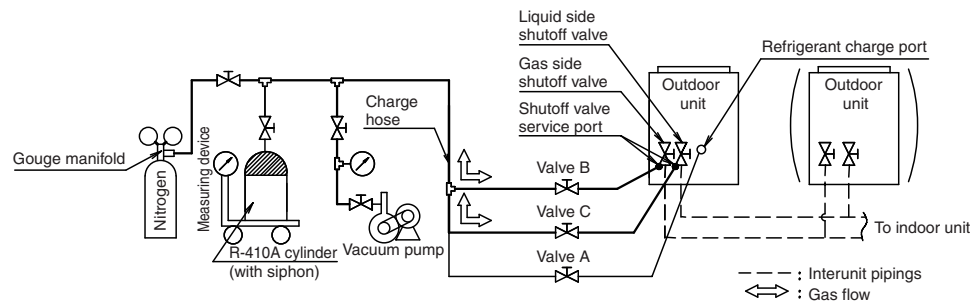 Liquid side
shutoff valve
Refrigerant charge port
Gas side
shutoff valve
Outdoor
unit
Outdoor
unit
Charge
hose
Shutoff valve
service port
Gouge manifold
Nitrogen
Measuring device
Valve B
Valve C
To indoor unit
R-410A cylinder
(with siphon)
Vacuum pump
Valve A
: Interunit pipings
: Gas flow